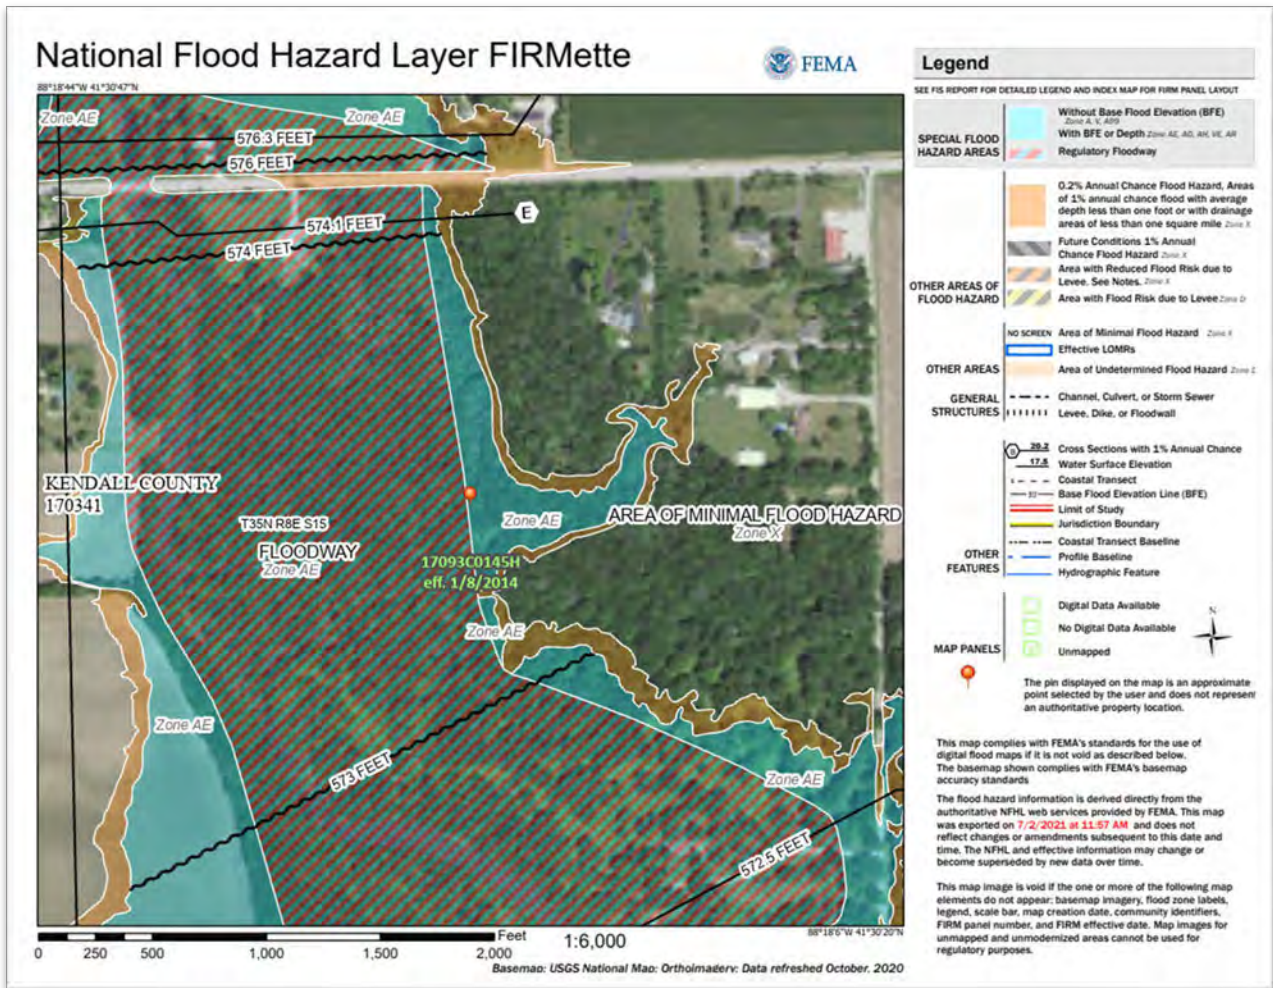 National Flood Hazard Layer FIRMette
FEMA
88°18'44"W 41°30'47"N
Zone AE
Zone AE
576.3 FEET
576 FEET
574.1 FEET
E
574 FEET
KENDALL COUNTY
170341
T35N R8E S15
FLOODWAY
Zone AE
Zone AE
AREA OF MINIMAL FLOOD HAZARD
Zone X
17093C0145H
eff. 1/8/2014
Zone AE
Zone AE
573 FEET
Zone AE
572.5 FEET
88°18'6"W 41°30'20"N
Feet
0 250 500 1,000 1,500 2,000
1:6,000
Basemap: USGS National Map: Orthoimagery: Data refreshed October, 2020
Legend
SEE FIS REPORT FOR DETAILED LEGEND AND INDEX MAP FOR FIRM PANEL LAYOUT
SPECIAL FLOOD
HAZARD AREAS
Without Base Flood Elevation (BFE)
Zone A, V, A99
With BFE or Depth Zone AE, AO, AH, VE, AR
Regulatory Floodway
OTHER AREAS OF
FLOOD HAZARD
0.2% Annual Chance Flood Hazard, Areas
of 1% annual chance flood with average
depth less than one foot or with drainage
areas of less than one square mile Zone X
Future Conditions 1% Annual
Chance Flood Hazard Zone X
Area with Reduced Flood Risk due to
Levee. See Notes. Zone X
Area with Flood Risk due to Levee Zone D
OTHER AREAS
NO SCREEN Area of Minimal Flood Hazard Zone X
Effective LOMRs
Area of Undetermined Flood Hazard Zone
GENERAL
STRUCTURES
Channel, Culvert, or Storm Sewer
Levee, Dike, or Floodwall
OTHER
FEATURES
B 20.2 Cross Sections with 1% Annual Chance
17.5 Water Surface Elevation
Coastal Transect
Base Flood Elevation Line (BFE)
Limit of Study
Jurisdiction Boundary
Coastal Transect Baseline
Profile Baseline
Hydrographic Feature
MAP PANELS
Digital Data Available
No Digital Data Available
Unmapped
N
The pin displayed on the map is an approximate
point selected by the user and does not represen
an authoritative property location.
This map complies with FEMA's standards for the use of
digital flood maps if it is not void as described below.
The basemap shown complies with FEMA's basemap
accuracy standards
The flood hazard information is derived directly from the
authoritative NFHL web services provided by FEMA. This map
was exported on 7/2/2021 at 11:57 AM and does not
reflect changes or amendments subsequent to this date and
time. The NFHL and effective information may change or
become superseded by new data over time.
This map image is void if the one or more of the following map
elements do not appear: basemap imagery, flood zone labels,
legend, scale bar, map creation date, community identifiers,
FIRM panel number, and FIRM effective date. Map images for
unmapped and unmodernized areas cannot be used for
regulatory purposes.